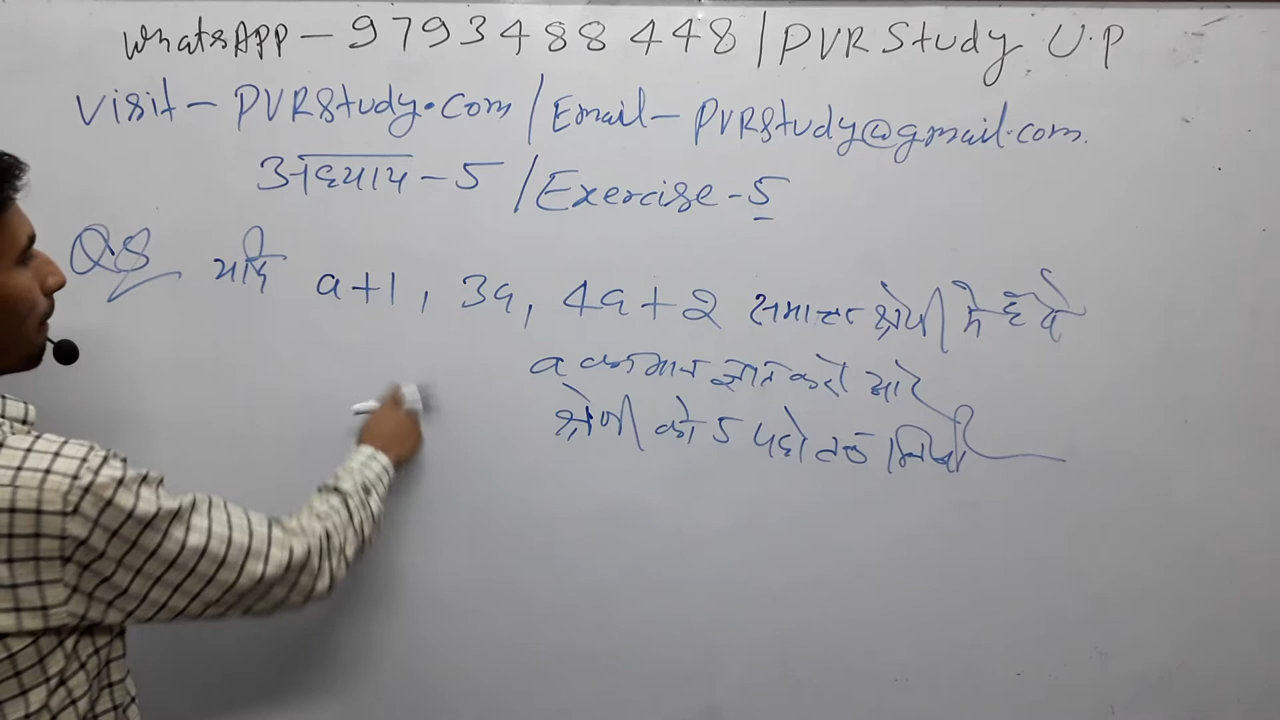 WhatsAPP - 9793488448 | PVR Study U.P
Visit - PVRStudy.Com / Email - PVRStudy@gmail.com.
अध्याय - 5 / Exercise - 5
Q.8 यदि a+1, 3a, 4a+2 समान्तर श्रेणी में है तो
a का मान ज्ञात करो और
श्रेणी को 5 पदो तक लिखो